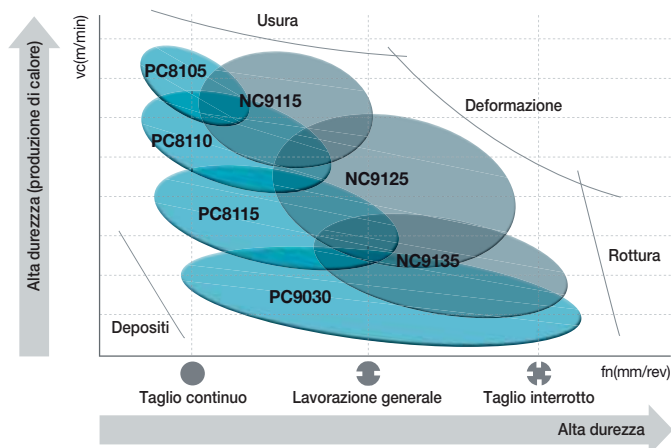 Usura
vc(m/min)
Alta durezzza (produzione di calore)
PC8105
NC9115
Deformazione
PC8110
NC9125
PC8115
NC9135
Rottura
PC9030
Depositi
fn(mm/rev)
Taglio continuo
Lavorazione generale
Taglio interrotto
Alta durezza